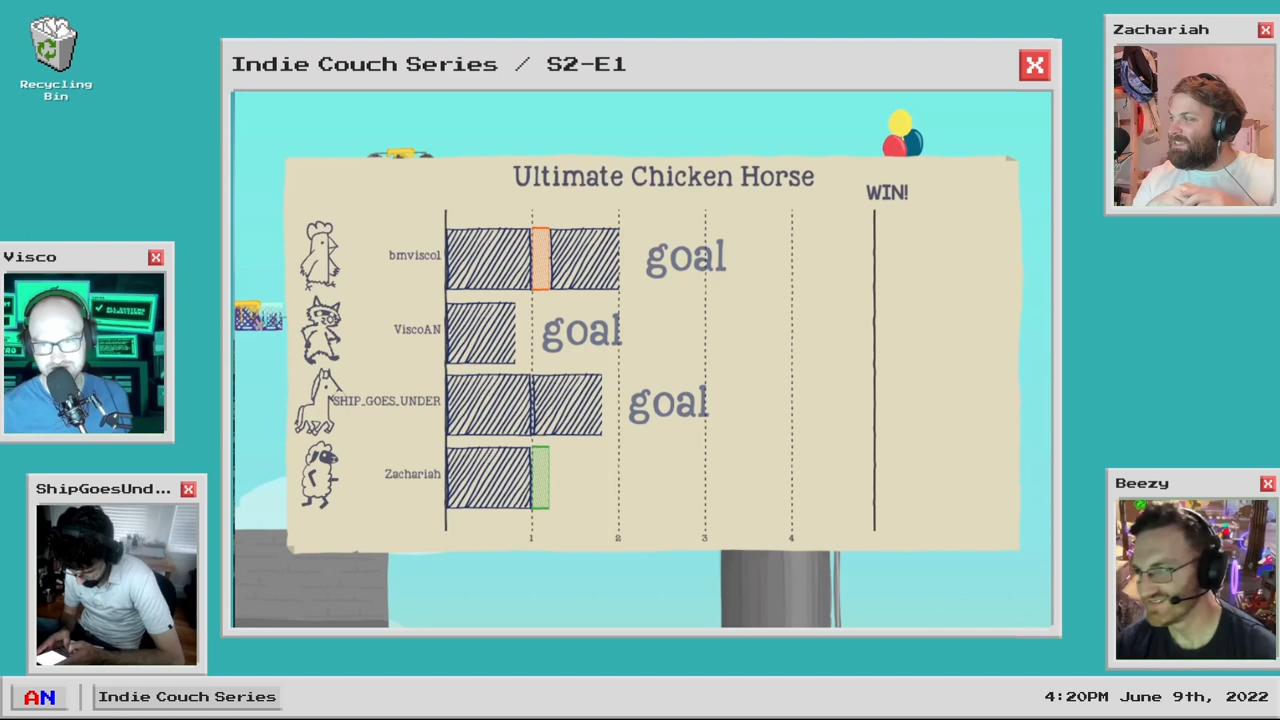 Recycling
Bin
Indie Couch Series / S2-E1
Zachariah
Ultimate Chicken Horse
WIN!
bmviscol
goal
ViscoAN
goal
SHIP_GOES_UNDER
goal
Zachariah
1
2
3
4
Visco
ShipGoesUnd...
Beezy
AN
Indie Couch Series
4:20PM June 9th, 2022